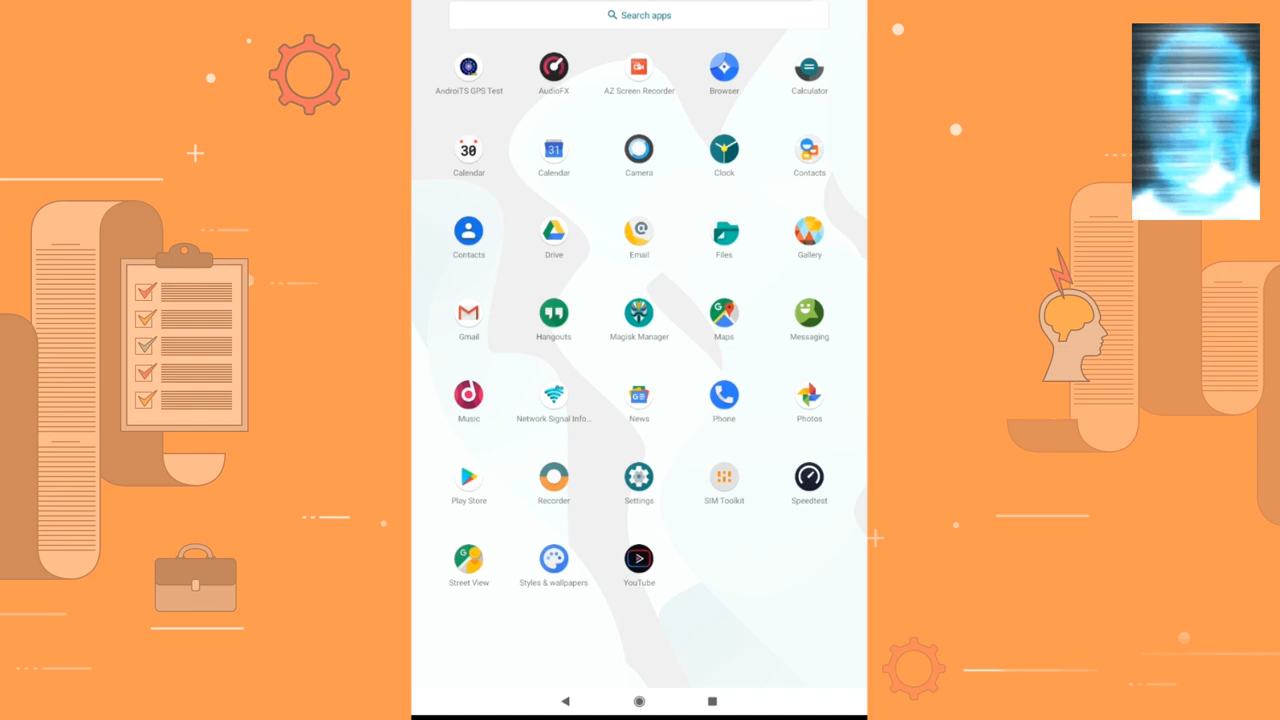 Search apps
AndroiTS GPS Test
AudioFX
AZ Screen Recorder
Browser
Calculator
30
31
Calendar
Calendar
Camera
Clock
Contacts
Contacts
Drive
Email
Files
Gallery
Gmail
Hangouts
Magisk Manager
Maps
Messaging
Music
Network Signal Info...
News
Phone
Photos
Play Store
Recorder
Settings
SIM Toolkit
Speedtest
Street View
Styles & wallpapers
YouTube